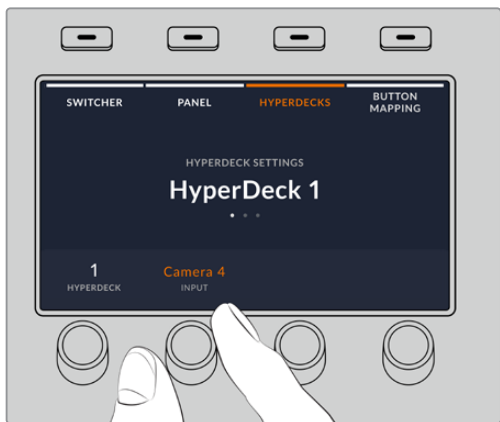 SWITCHER PANEL HYPERDECKS BUTTON
MAPPING
HYPERDECK SETTINGS
HyperDeck 1
1 Camera 4
HYPERDECK INPUT